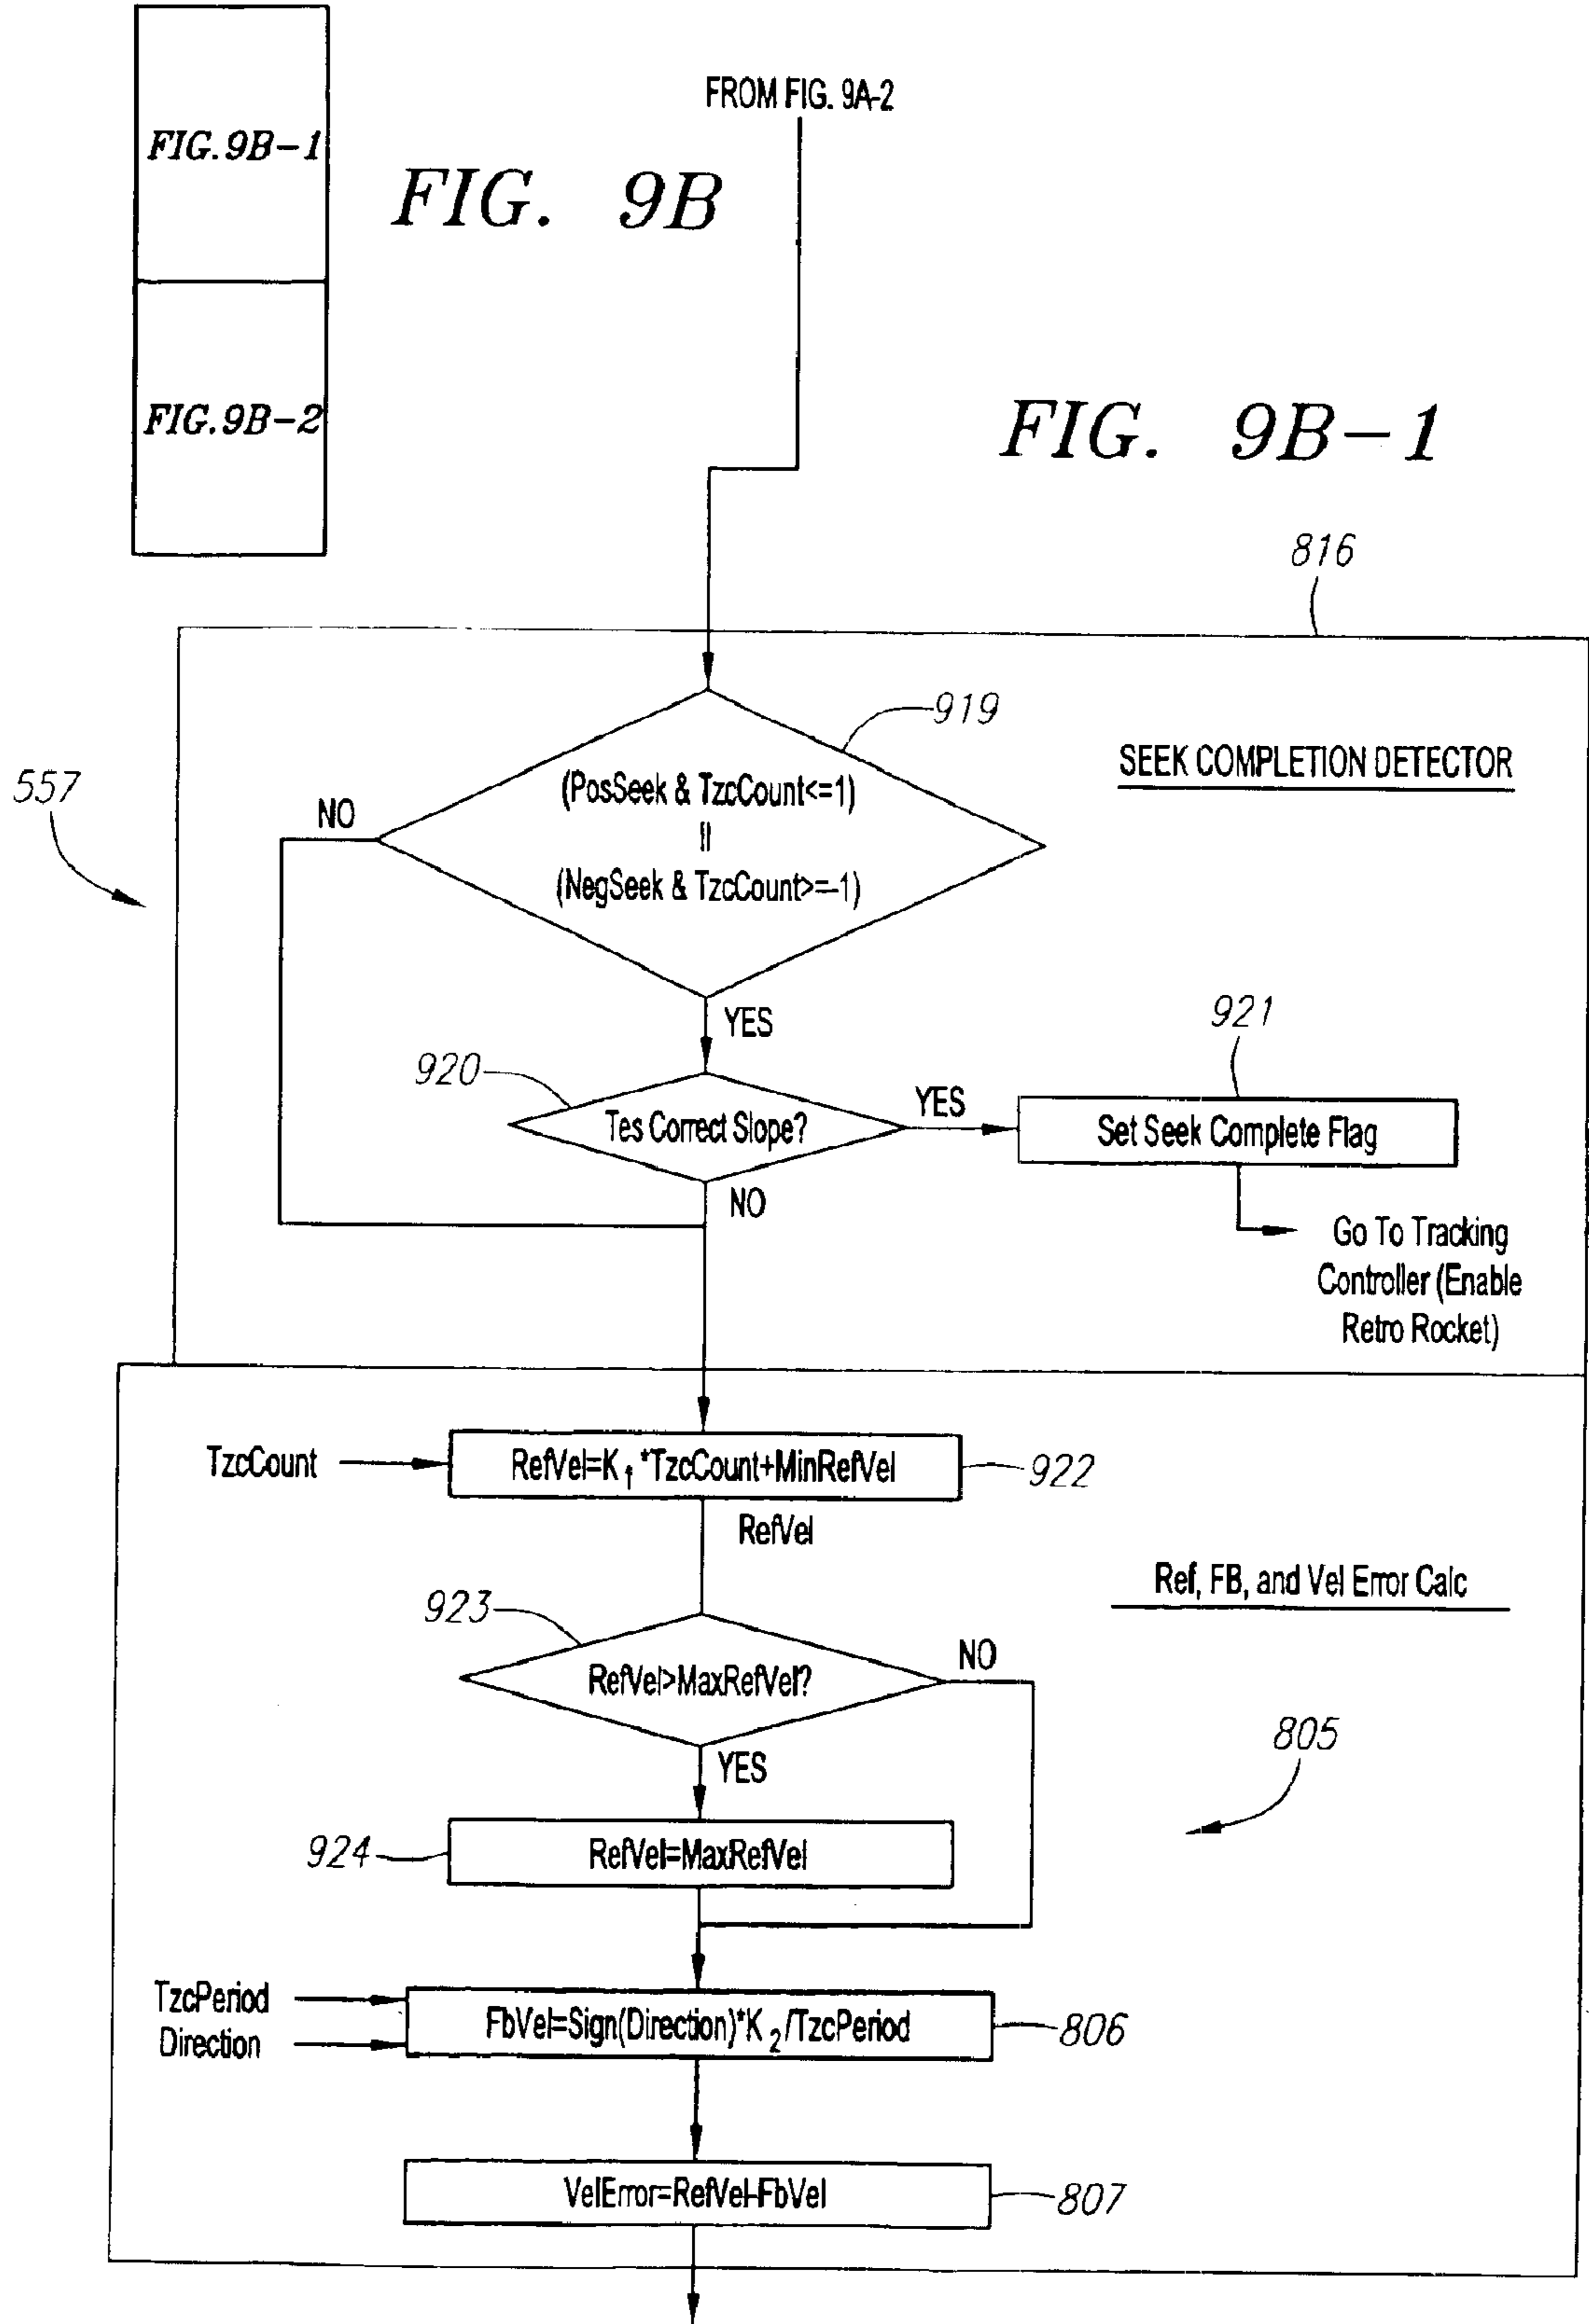 FROM FIG. 9A-2
FIG.9B-1
FIG. 9B
FIG.9B-2
FIG. 9B-1
816
919
SEEK COMPLETION DETECTOR
557
NO
(PosSeek & TzcCount<=1)
||
(NegSeek & TzcCount>=-1)
YES
921
920
Tes Correct Slope?
YES
Set Seek Complete Flag
NO
Go To Tracking
Controller (Enable
Retro Rocket)
TzcCount
RefVel=K1*TzcCount+MinRefVel
922
RefVel
Ref, FB, and Vel Error Calc
923
RefVel>MaxRefVel?
NO
805
YES
924
RefVel=MaxRefVel
TzcPeriod
Direction
FbVel=Sign(Direction)*K2/TzcPeriod
806
VelError=RefVel-FbVel
807